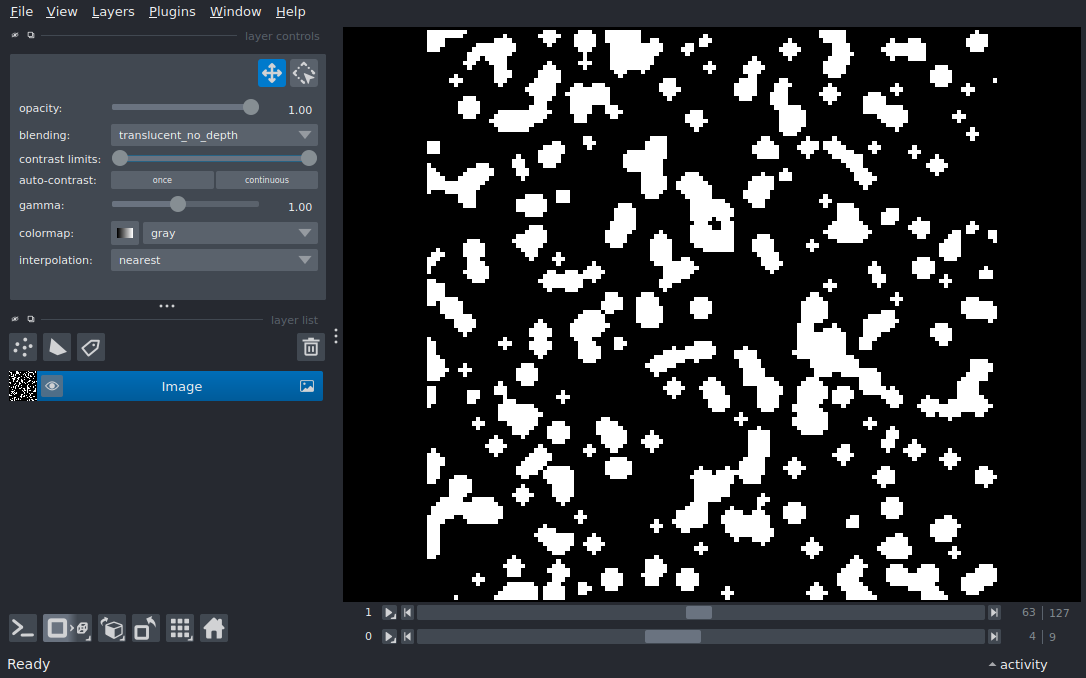 File View Layers Plugins Window Help
layer controls
opacity: 1.00
blending: translucent_no_depth
contrast limits:
auto-contrast: once continuous
gamma: 1.00
colormap: gray
interpolation: nearest
layer list
Image
1 63 127
0 4 9
Ready activity